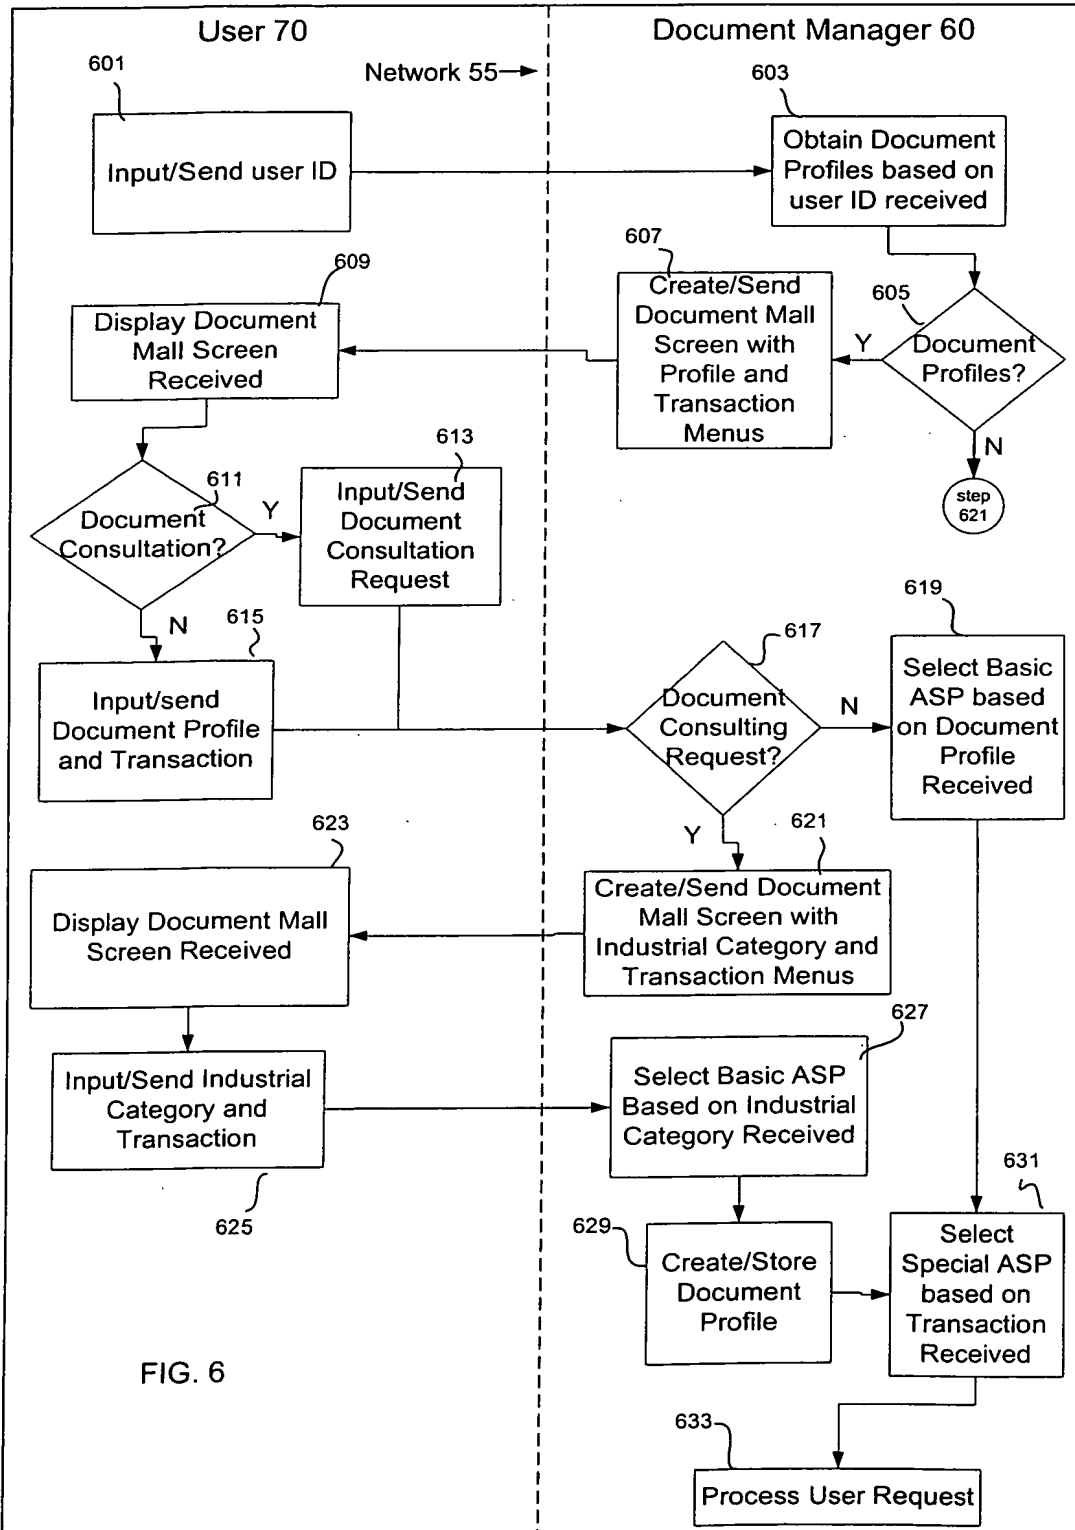 User 70
Document Manager 60
Network 55
601
Input/Send user ID
603
Obtain Document
Profiles based on
user ID received
605
Document
Profiles?
Y
N
step
621
607
Create/Send
Document Mall
Screen with
Profile and
Transaction
Menus
609
Display Document
Mall Screen
Received
611
Document
Consultation?
Y
N
613
Input/Send
Document
Consultation
Request
615
Input/send
Document Profile
and Transaction
617
Document
Consulting
Request?
N
Y
619
Select Basic
ASP based
on Document
Profile
Received
621
Create/Send Document
Mall Screen with
Industrial Category and
Transaction Menus
623
Display Document Mall
Screen Received
Input/Send Industrial
Category and
Transaction
625
627
Select Basic ASP
Based on Industrial
Category Received
629
Create/Store
Document
Profile
631
Select
Special ASP
based on
Transaction
Received
633
Process User Request
FIG. 6